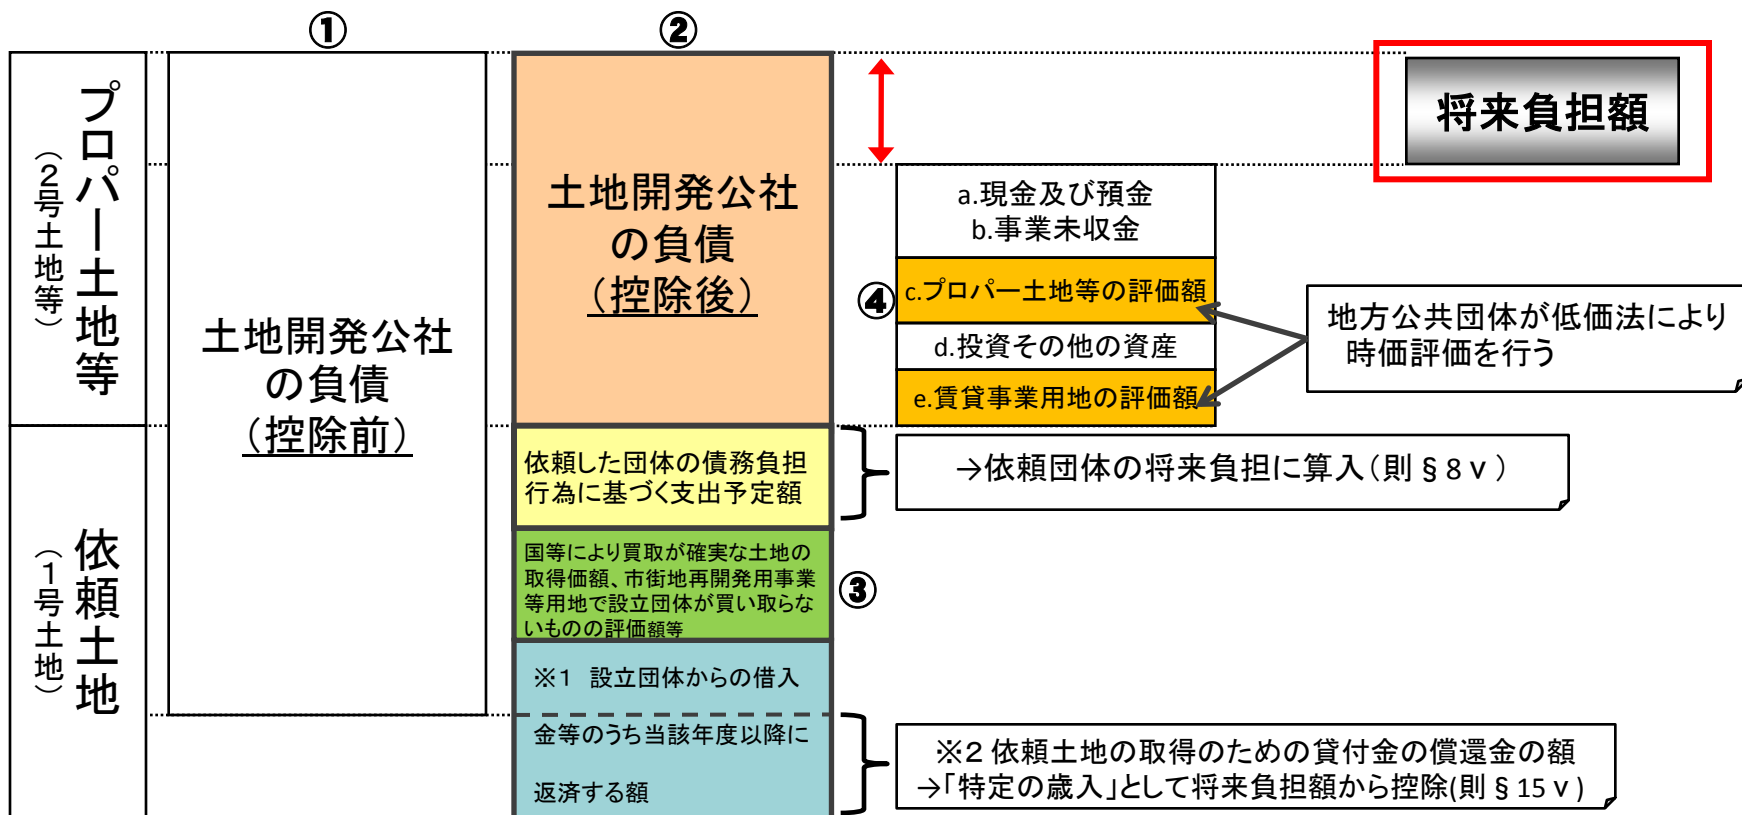 ①
②
プロパー土地等
（２号土地等）
依頼土地
（１号土地）
土地開発公社
の負債
（控除前）
土地開発公社
の負債
（控除後）
依頼した団体の債務負担
行為に基づく支出予定額
国等により買取が確実な土地の
取得価額、市街地再開発用事業
等用地で設立団体が買い取らな
いものの評価額等
③
※１ 設立団体からの借入
金等のうち当該年度以降に
返済する額
将来負担額
a.現金及び預金
b.事業未収金
④
c.プロパー土地等の評価額
d.投資その他の資産
e.賃貸事業用地の評価額
地方公共団体が低価法により
時価評価を行う
→依頼団体の将来負担に算入（則§８ｖ）
※２ 依頼土地の取得のための貸付金の償還金の額
→「特定の歳入」として将来負担額から控除(則§15ｖ)